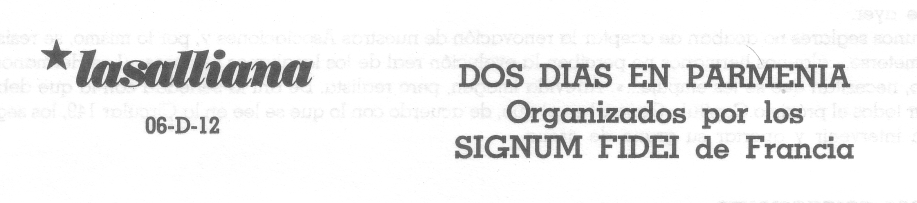 *lasalliana
06-D-12
DOS DIAS EN PARMENIA
Organizados por los
SIGNUM FIDEI de Francia